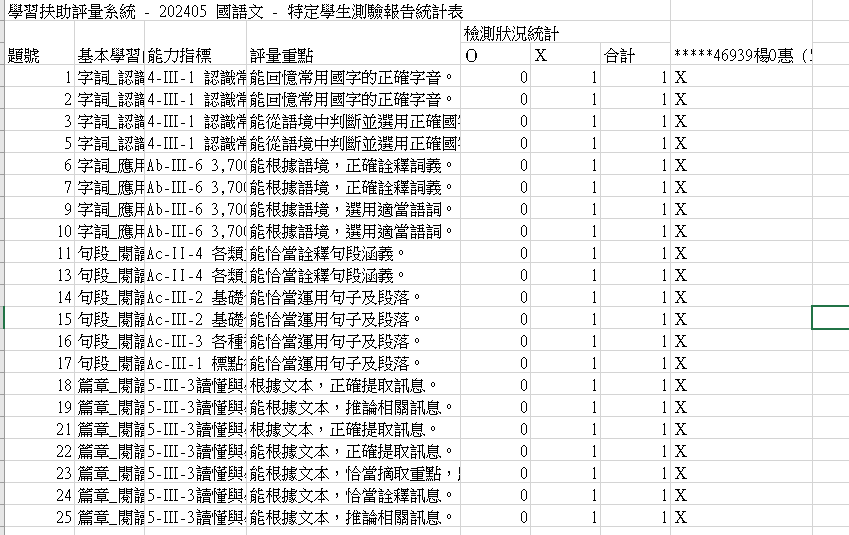 學習扶助評量系統 - 202405 國語文 - 特定學生測驗報告統計表
檢測狀況統計
題號 基本學習 能力指標 評量重點 O X 合計 *****46939楊O惠 (
1 字詞_認識 4-III-1 認識常 能回憶常用國字的正確字音。 0 1 1 X
2 字詞_認識 4-III-1 認識常 能回憶常用國字的正確字音。 0 1 1 X
3 字詞_認識 4-III-1 認識常 能從語境中判斷並選用正確國 0 1 1 X
5 字詞_認識 4-III-1 認識常 能從語境中判斷並選用正確國 0 1 1 X
6 字詞_應用 Ab-III-6 3,700 能根據語境，正確詮釋詞義。 0 1 1 X
7 字詞_應用 Ab-III-6 3,700 能根據語境，正確詮釋詞義。 0 1 1 X
9 字詞_應用 Ab-III-6 3,700 能根據語境，選用適當語詞。 0 1 1 X
10 字詞_應用 Ab-III-6 3,700 能根據語境，選用適當語詞。 0 1 1 X
11 句段_閱讀 Ac-II-4 各類 能恰當詮釋句段涵義。 0 1 1 X
13 句段_閱讀 Ac-II-4 各類 能恰當詮釋句段涵義。 0 1 1 X
14 句段_閱讀 Ac-III-2 基礎 能恰當運用句子及段落。 0 1 1 X
15 句段_閱讀 Ac-III-2 基礎 能恰當運用句子及段落。 0 1 1 X
16 句段_閱讀 Ac-III-3 各種 能恰當運用句子及段落。 0 1 1 X
17 句段_閱讀 Ac-III-1 標點 能恰當運用句子及段落。 0 1 1 X
18 篇章_閱讀 5-III-3讀懂與 根據文本，正確提取訊息。 0 1 1 X
19 篇章_閱讀 5-III-3讀懂與 能根據文本，推論相關訊息。 0 1 1 X
21 篇章_閱讀 5-III-3讀懂與 根據文本，正確提取訊息。 0 1 1 X
22 篇章_閱讀 5-III-3讀懂與 能根據文本，正確提取訊息。 0 1 1 X
23 篇章_閱讀 5-III-3讀懂與 能根據文本，恰當摘取重點， 0 1 1 X
24 篇章_閱讀 5-III-3讀懂與 能根據文本，恰當詮釋訊息。 0 1 1 X
25 篇章_閱讀 5-III-3讀懂與 能根據文本，推論相關訊息。 0 1 1 X